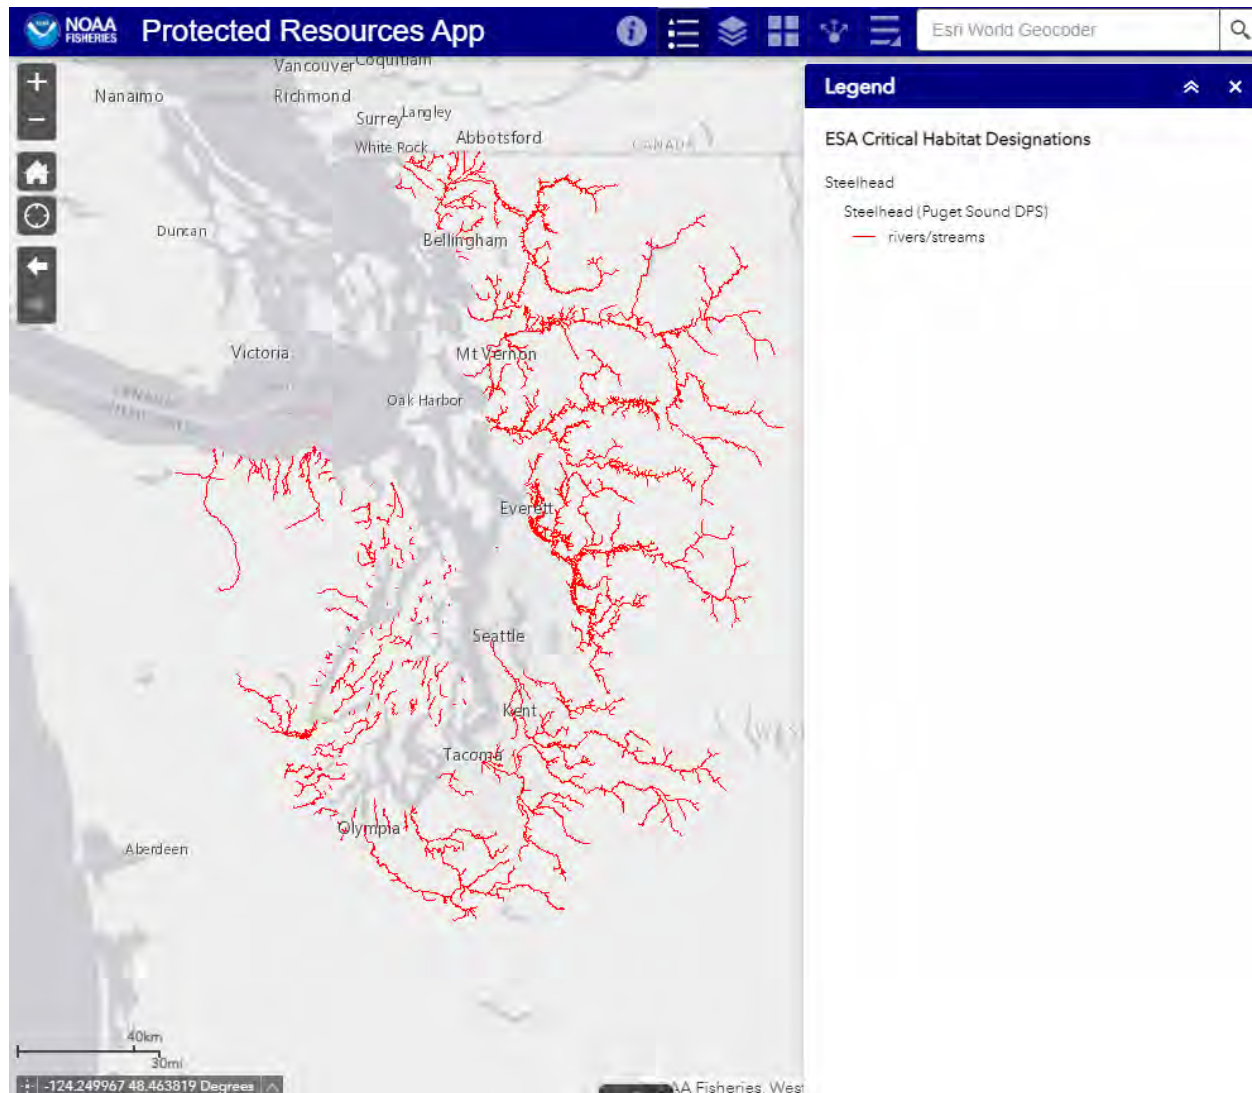 NOAA
FISHERIES
Protected Resources App
Esri World Geocoder
Legend
ESA Critical Habitat Designations
Steelhead
Steelhead (Puget Sound DPS)
rivers/streams
Vancouver
Coquitlam
Nanaimo
Richmond
Surrey
Langley
White Rock
Abbotsford
CANADA
Duncan
Bellingham
Victoria
Mt Vernon
CANADA
Oak Harbor
Everett
Seattle
Kent
Tacoma
Olympia
Aberdeen
40km
30mi
-124.249967 48.463819 Degrees
AA Fisheries, West